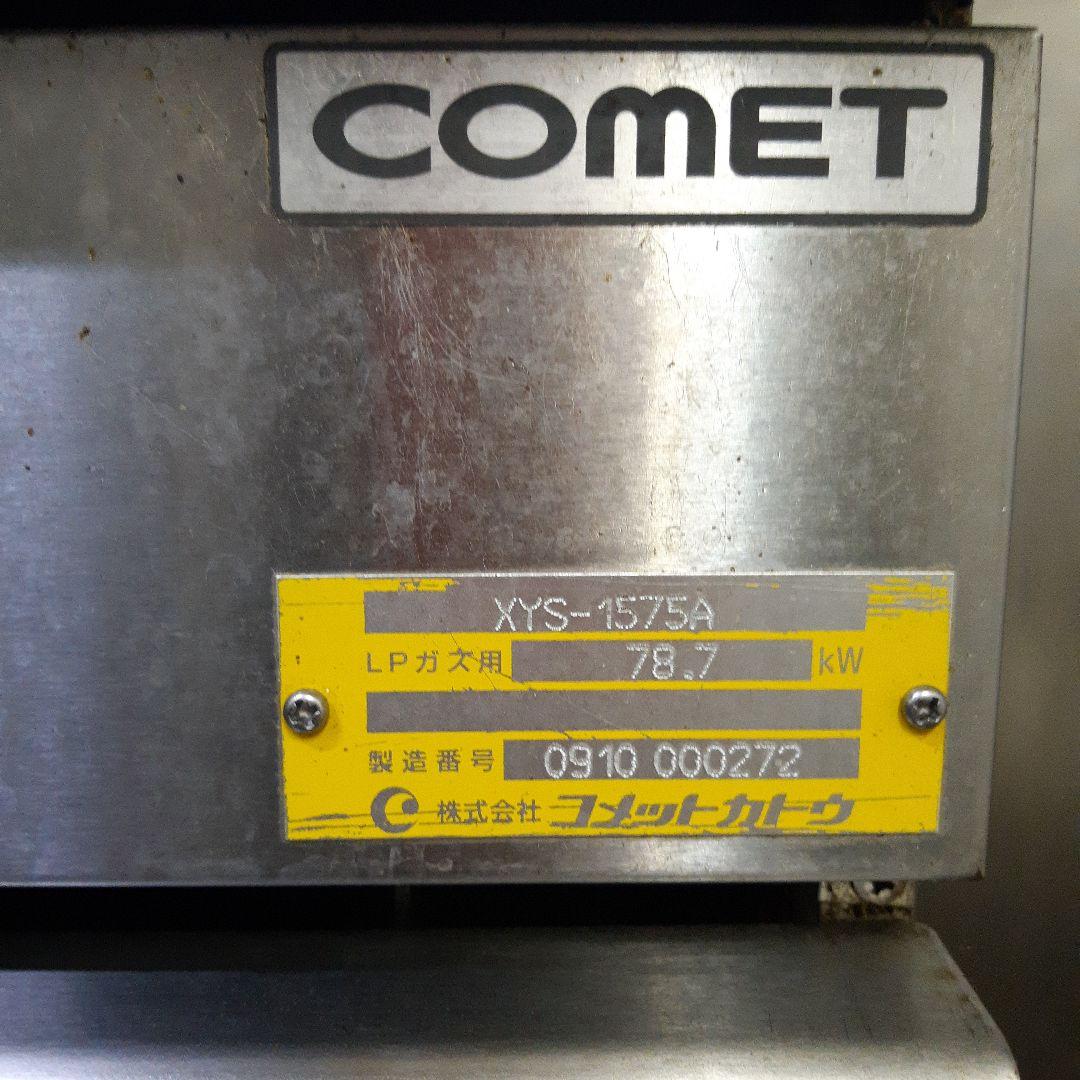 COMET
XYS-1575A
LPガス用 78.7 kW
製造番号 0910 000272
株式会社 コメットカトウ